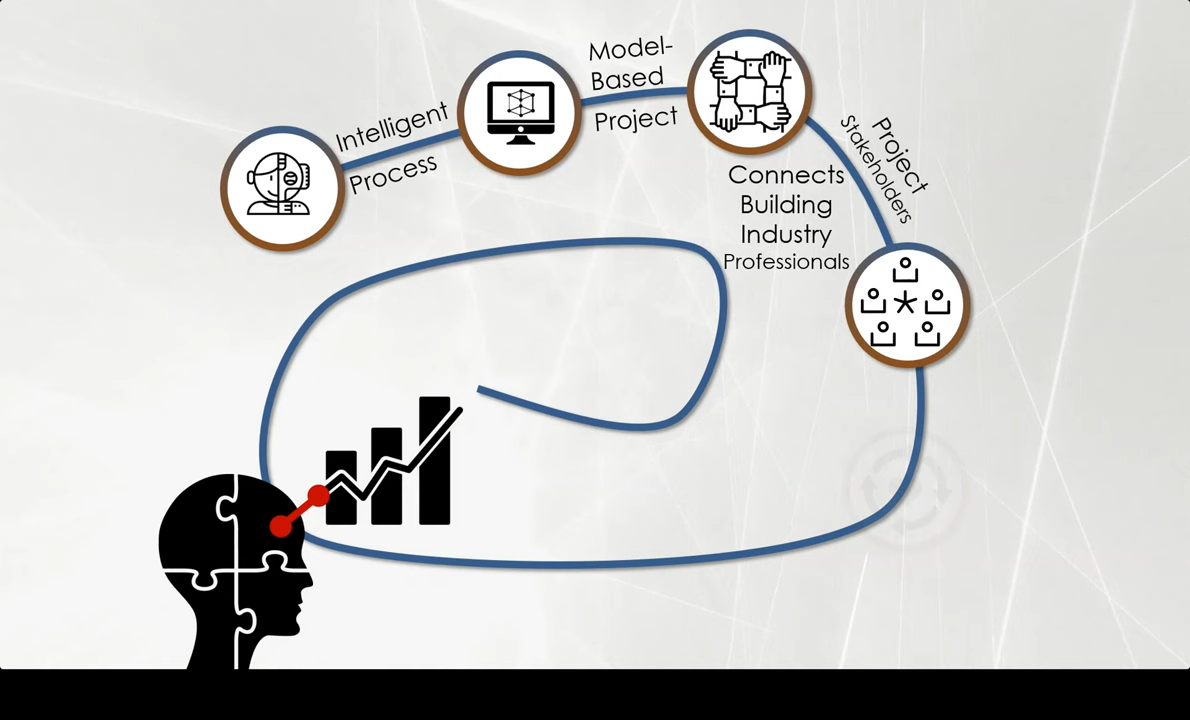 Intelligent
Process
Model-
Based
Project
Connects
Building
Industry
Professionals
Project
Stakeholders